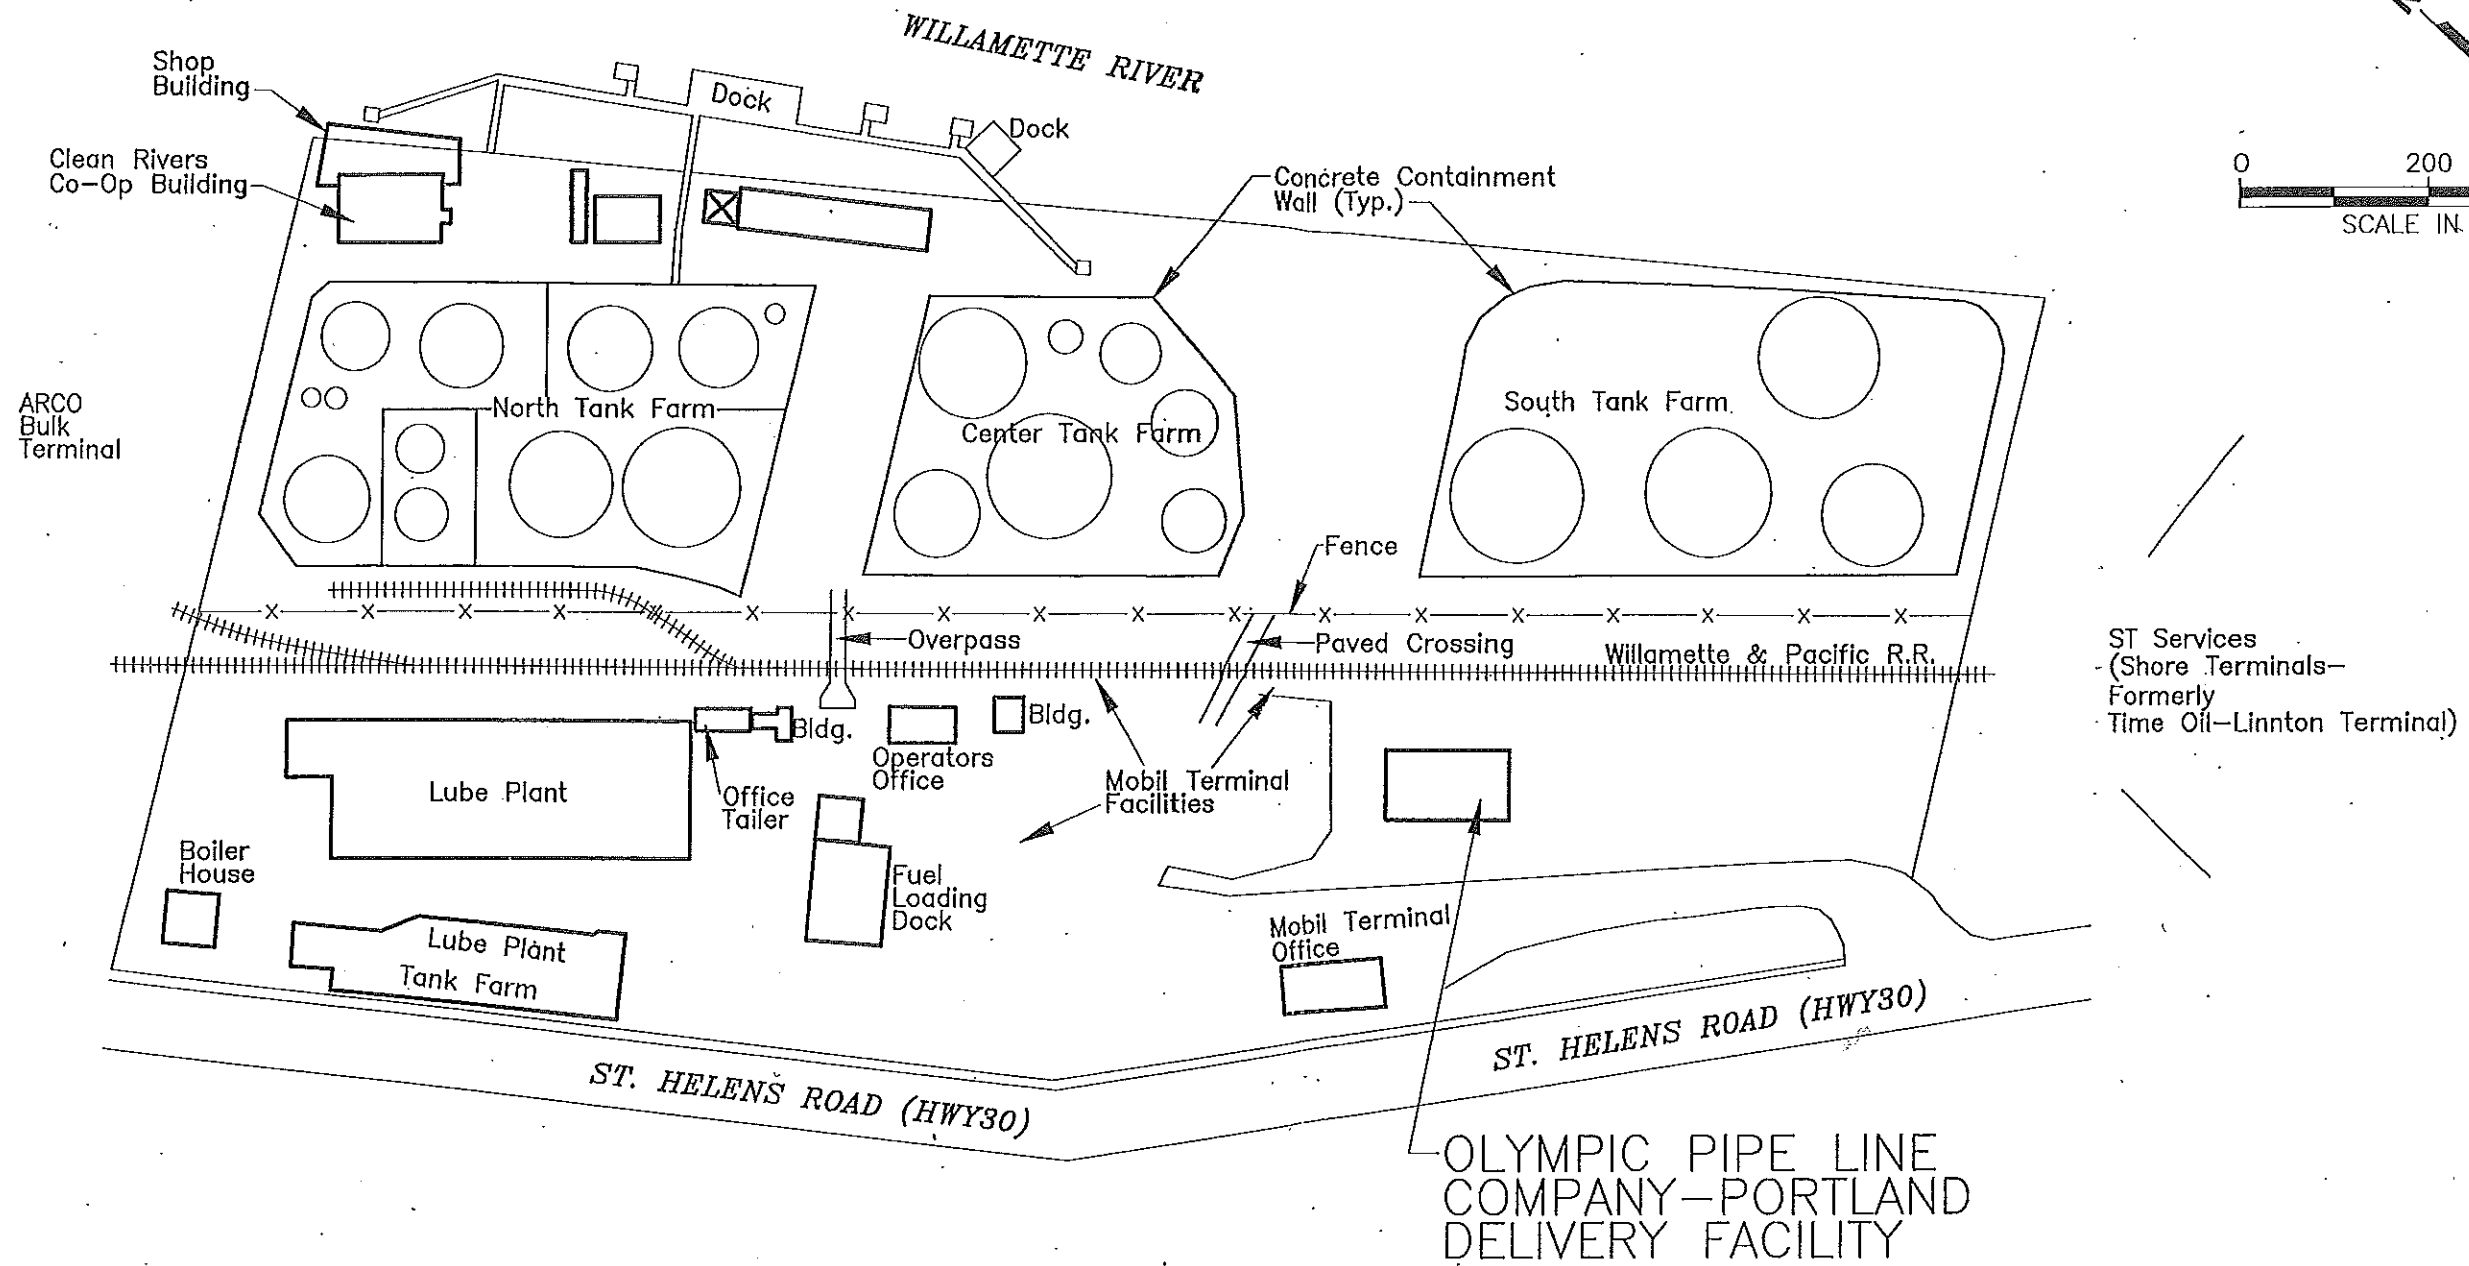 WILLAMETTE RIVER
Shop
Building
Dock
Dock
Clean Rivers
Co-Op Building
Concrete Containment
Wall (Typ.)
0 200
SCALE IN
ARCO
Bulk
Terminal
North Tank Farm
Center Tank Farm
South Tank Farm
Fence
Overpass
Paved Crossing
Willamette & Pacific R.R.
ST Services
(Shore Terminals-
Formerly
Time Oil-Linnton Terminal)
Bldg.
Operators
Office
Bldg.
Mobil Terminal
Facilities
Lube Plant
Office
Tailer
Boiler
House
Fuel
Loading
Dock
Lube Plant
Tank Farm
Mobil Terminal
Office
ST. HELENS ROAD (HWY30)
ST. HELENS ROAD (HWY30)
OLYMPIC PIPE LINE
COMPANY-PORTLAND
DELIVERY FACILITY